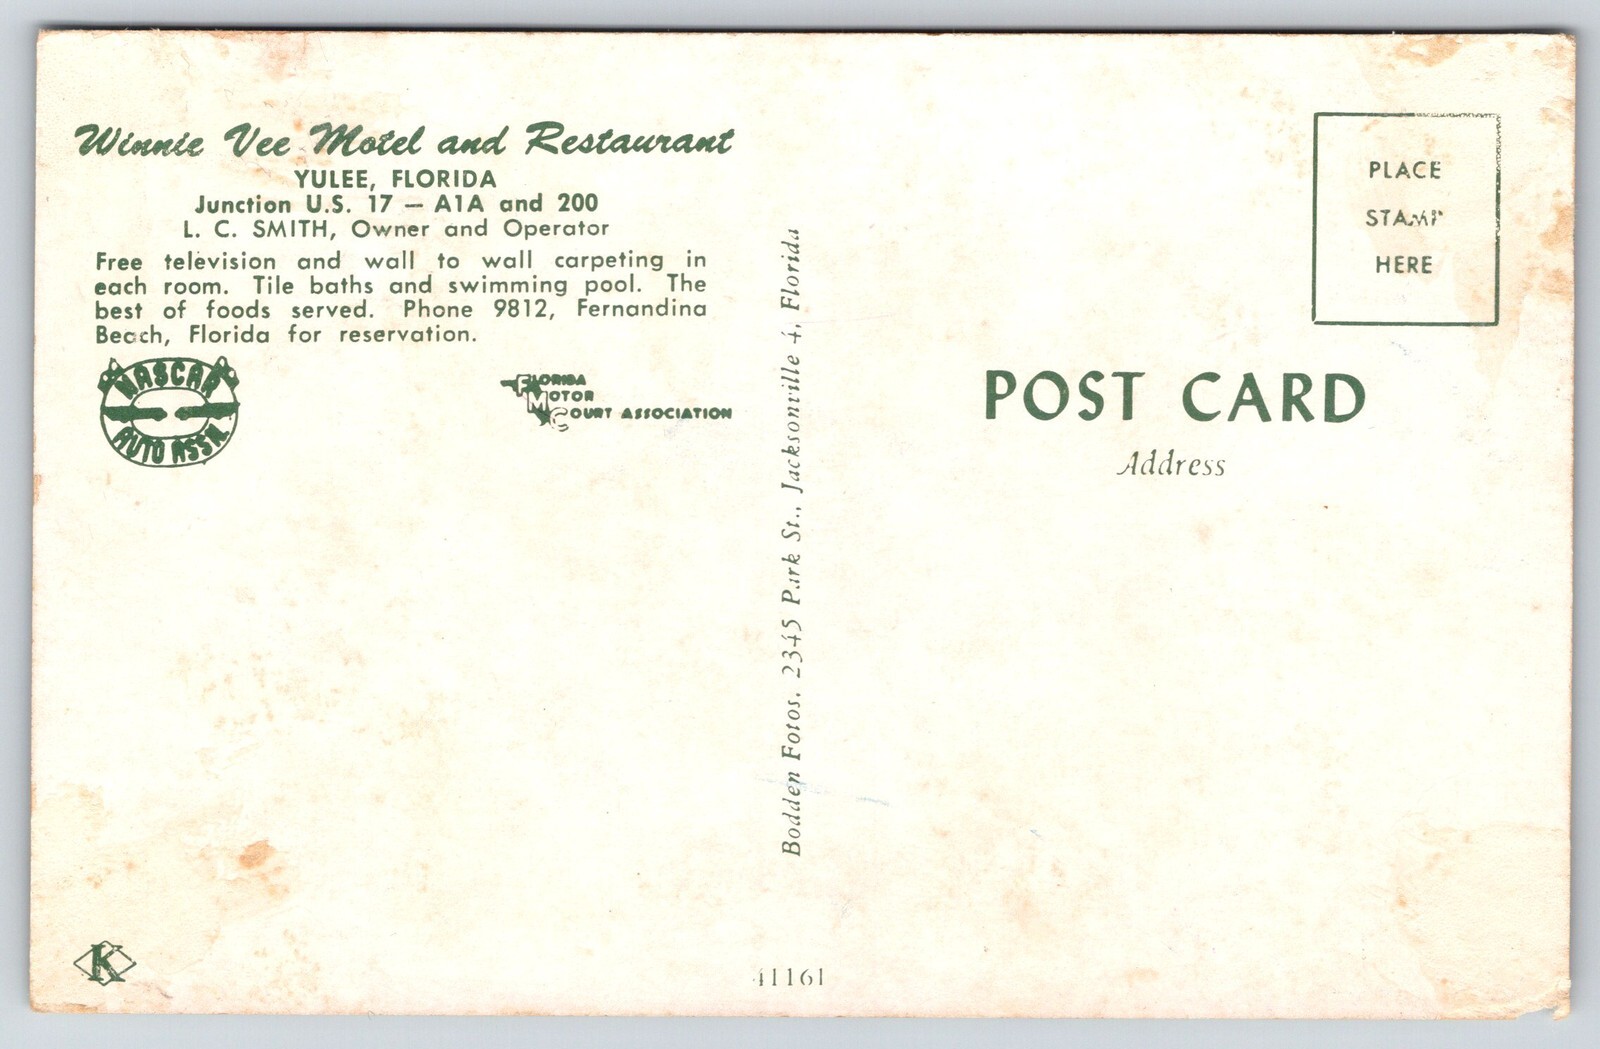 Winnie Vee Motel and Restaurant
YULEE, FLORIDA
Junction U.S. 17 — A1A and 200
L. C. SMITH, Owner and Operator
Free television and wall to wall carpeting in
each room. Tile baths and swimming pool. The
best of foods served. Phone 9812, Fernandina
Beach, Florida for reservation.
NASCAR
AUTO ASSN.
FLORIDA
MOTOR
COURT ASSOCIATION
K
Bodden Fotos, 2345 Park St., Jacksonville 4, Florida
41161
PLACE
STAMP
HERE
POST CARD
Address